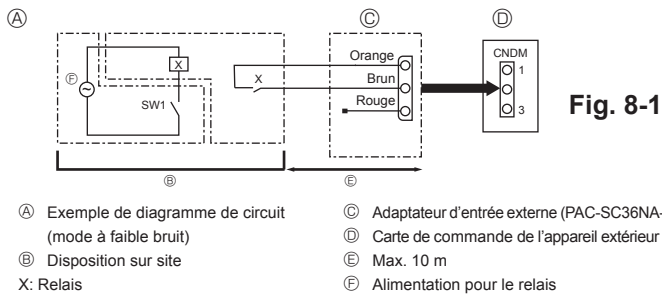 Ⓐ
Ⓒ
Ⓓ
Orange
Brun
Rouge
X
X
SW1
Ⓕ
CNDM
1
3
Fig. 8-1
Ⓑ
Ⓔ
Ⓐ Exemple de diagramme de circuit
(mode à faible bruit)
Ⓑ Disposition sur site
X: Relais
Ⓒ Adaptateur d'entrée externe (PAC-SC36NA-
Ⓓ Carte de commande de l'appareil extérieur
Ⓔ Max. 10 m
Ⓕ Alimentation pour le relais